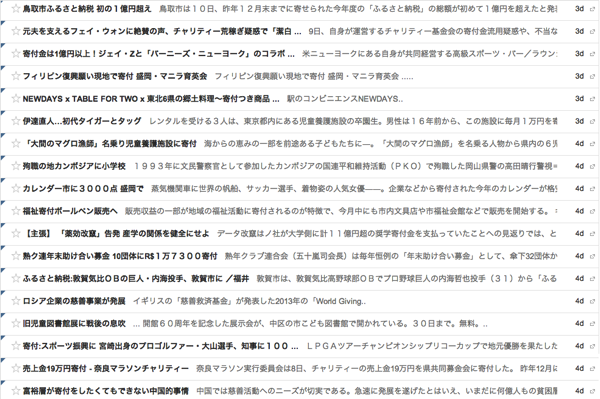 鳥取市ふるさと納税 初の１億円超え 鳥取市は１０日、昨年１２月末までに寄せられた今年度の「ふるさと納税」の総額が初めて１億円を超えたと発 3d
元夫を支えるフェイ・ウォンに絶賛の声、チャリティー荒稼ぎ疑惑で「潔白 ... 9日、自身が運営するチャリティー基金会の寄付金流用疑惑や、不当な 3d
寄付金は1億円以上！ジェイ・Zと「バーニーズ・ニューヨーク」のコラボ ... 米ニューヨークにある自身が共同経営する高級スポーツ・バー／ラウン 3d
フィリピン復興願い現地で寄付 盛岡・マニラ育英会 フィリピン復興願い現地で寄付 盛岡・マニラ育英会 ..... 3d
NEWDAYS x TABLE FOR TWO x 東北6県の郷土料理〜寄付つき商品 ... 駅のコンビニエンスNEWDAYS.. 3d
伊達直人…初代タイガーとタッグ レンタルを受ける３人は、東京都内にある児童養護施設の卒園生。男性は１６年前から、この施設に毎月１万円を寄 3d
「大間のマグロ漁師」名乗り児童養護施設に寄付 海からの恵みの一部を前途ある子どもたちに―。「大間のマグロ漁師」を名乗る人物から県内の６児 4d
殉職の地カンボジアに小学校 １９９３年に文民警察官として参加したカンボジアの国連平和維持活動（ＰＫＯ）で殉職した岡山県警の高田晴行警視＝ 4d
カレンダー市に３０００点 盛岡で 蒸気機関車に世界の帆船、サッカー選手、着物姿の人気女優――。企業などから寄付された今年のカレンダーが格安 4d
福祉寄付ボールペン販売へ 販売収益の一部が地域の福祉活動に寄付されるのが特徴で、今月中にも市内文具店や市福祉会館などで販売を開始する。 4d
【主張】 「薬効改竄」告発 産学の関係を健全にせよ データ改竄はノ社が大学側に計１１億円超の奨学寄付金を支払っていたことへの見返りでは、と 4d
熟ク連年末助け合い募金 10団体にR$１万７３００寄付 熟年クラブ連合会（五十嵐司会長）は毎年恒例の「年末助け合い募金」として、傘下32団体か 4d
ふるさと納税:敦賀気比ＯＢの巨人・内海投手、敦賀市に ／福井 敦賀市は、敦賀気比高野球部ＯＢでプロ野球巨人の内海哲也投手（３１）から「ふる 4d
ロシア企業の慈善事業が発展 イギリスの「慈善救済基金」が発表した2013年の「World Giving.. 4d
旧児童図書館展に戦後の息吹 ... 開館６０周年を記念した展示会が、中区の市こども図書館で開かれている。３０日まで。無料。.. 4d
寄付:スポーツ振興に 宮崎出身のプロゴルファー・大山選手、知事に１００ ... ＬＰＧＡツアーチャンピオンシップリコーカップで地元優勝を果たした 4d
売上金19万円寄付 - 奈良マラソンチャリティー 奈良マラソン実行委員会は8日、チャリティーの売上金19万円を県共同募金会に寄付した。 昨年12月に 4d
富裕層が寄付をしたくてもできない中国的事情 中国では慈善活動へのニーズが切実である。急速に発展を遂げたとはいえ、いまだに何億人もの貧困層 4d